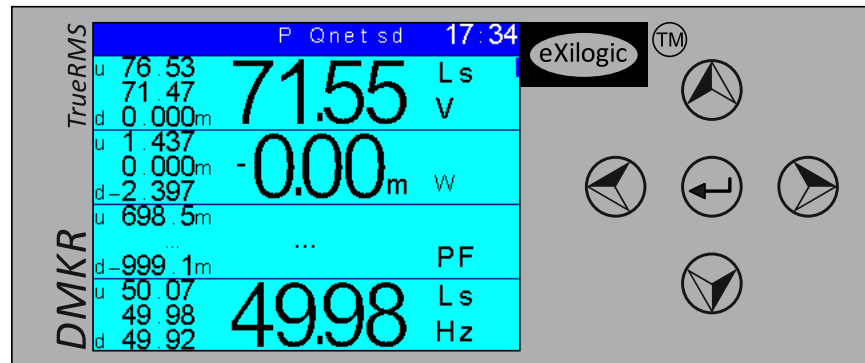 P Qnet sd 17:34
eXilogic TM
TrueRMS
DMKR
u 76.53
71.47
d 0.000m
71.55
Ls
V
u 1.437
0.000m
d-2.397
-0.00m
W
u 698.5m
...
d-999.1m
...
PF
u 50.07
49.98
d 49.92
49.98
Ls
Hz